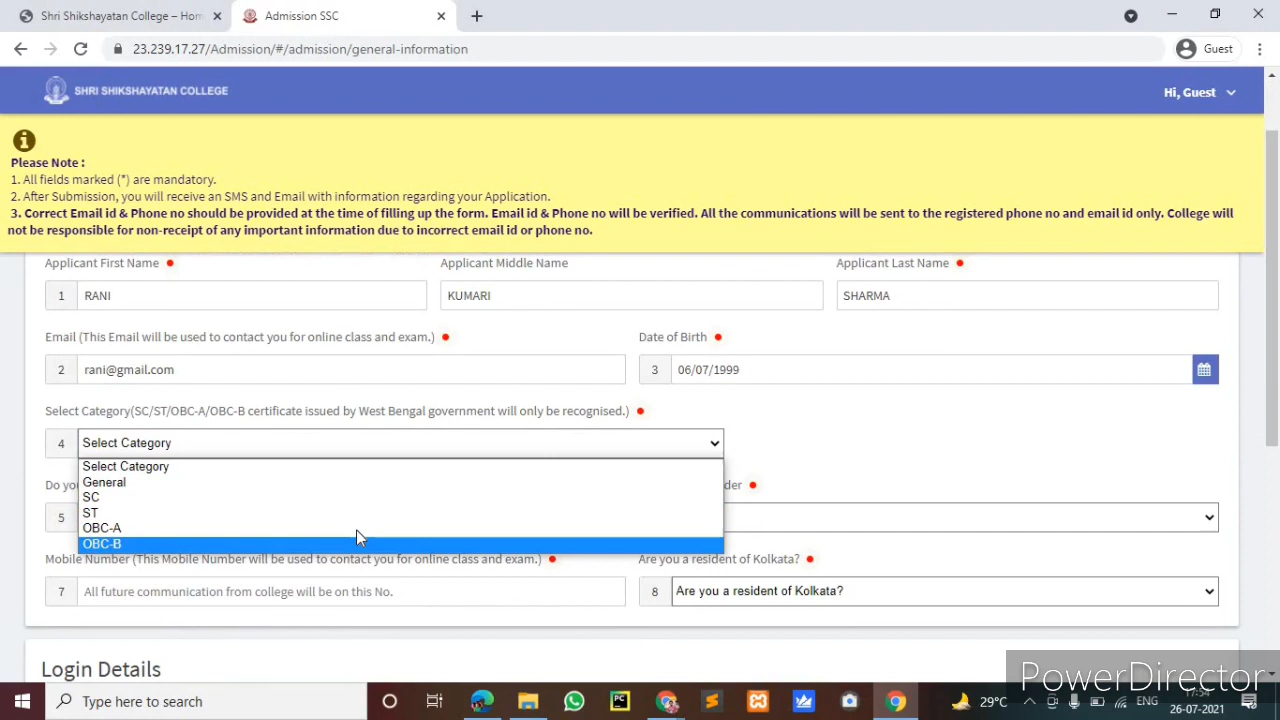 Shri Shikshayatan College – Hom
Admission SSC
23.239.17.27/Admission/#/admission/general-information
Guest
SHRI SHIKSHAYATAN COLLEGE
Hi, Guest
Please Note :
1. All fields marked (*) are mandatory.
2. After Submission, you will receive an SMS and Email with information regarding your Application.
3. Correct Email id & Phone no should be provided at the time of filling up the form. Email id & Phone no will be verified. All the communications will be sent to the registered phone no and email id only. College will
not be responsible for non-receipt of any important information due to incorrect email id or phone no.
Applicant First Name
Applicant Middle Name
Applicant Last Name
1 RANI
KUMARI
SHARMA
Email (This Email will be used to contact you for online class and exam.)
Date of Birth
2 rani@gmail.com
3 06/07/1999
Select Category(SC/ST/OBC-A/OBC-B certificate issued by West Bengal government will only be recognised.)
4 Select Category
Select Category
General
SC
ST
OBC-A
OBC-B
Do you
der
5
Mobile Number (This Mobile Number will be used to contact you for online class and exam.)
Are you a resident of Kolkata?
7 All future communication from college will be on this No.
8 Are you a resident of Kolkata?
Login Details
PowerDirector
Type here to search
PC
29°C
ENG
17:54
26-07-2021